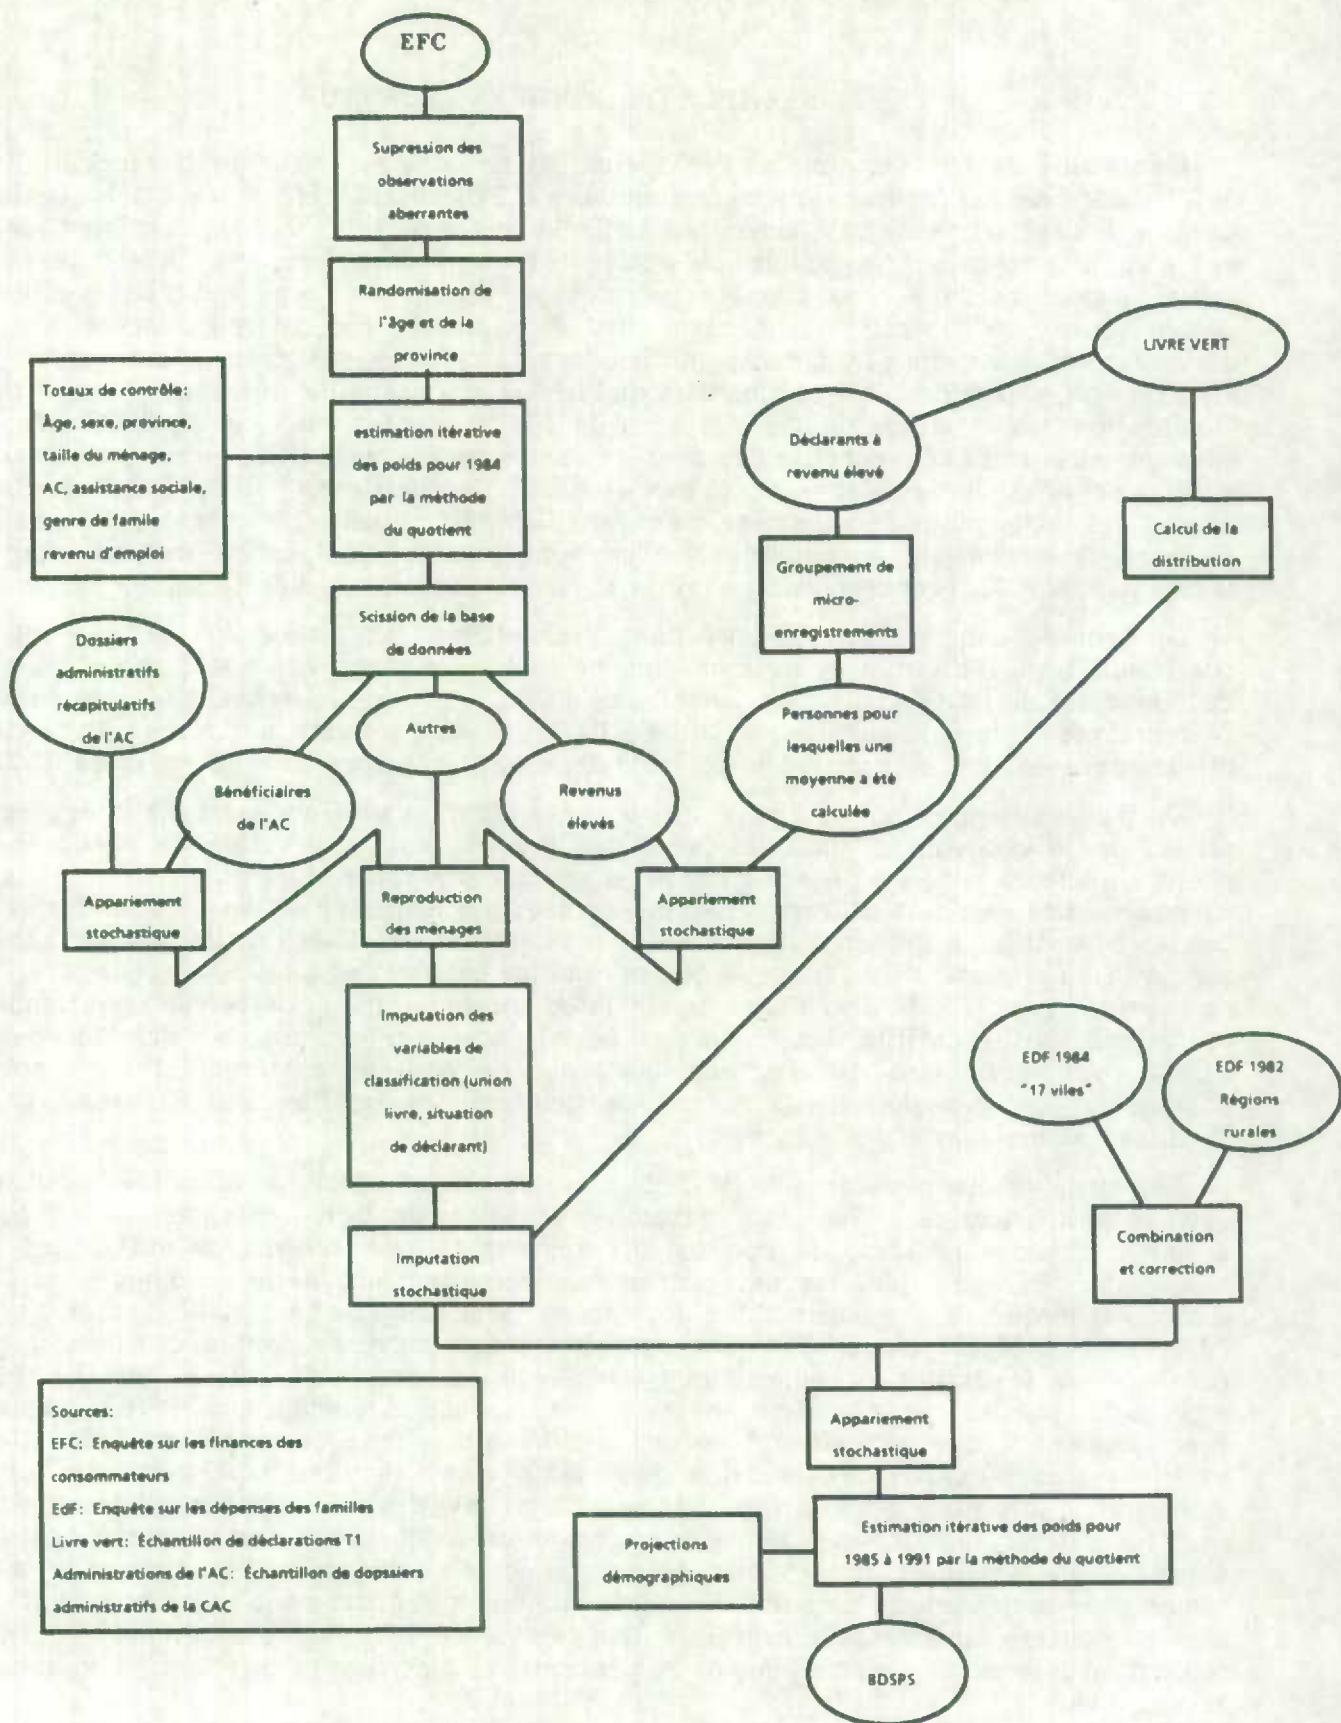 EFC
Supression des
observations
aberrantes
Randomisation de
l'âge et de la
province
Totaux de contrôle:
Âge, sexe, province,
taille du ménage,
AC, assistance sociale,
genre de famile
revenu d'emploi
estimation itérative
des poids pour 1984
par la méthode
du quotient
LIVRE VERT
Déclarants à
revenu élevé
Calcul de la
distribution
Groupement de
micro-
enregistrements
Scission de la base
de données
Dossiers
administratifs
récapitulatifs
de l'AC
Autres
Personnes pour
lesquelles une
moyenne a été
calculée
Bénéficiaires
de l'AC
Revenus
élevés
Appariement
stochastique
Reproduction
des ménages
Appariement
stochastique
Imputation des
variables de
classification (union
livre, situation
de déclarant)
EDF 1984
"17 viles"
EDF 1982
Régions
rurales
Imputation
stochastique
Combination
et correction
Sources:
EFC: Enquête sur les finances des
consommateurs
EdF: Enquête sur les dépenses des familles
Livre vert: Échantillon de déclarations T1
Administrations de l'AC: Échantillon de dopssiers
administratifs de la CAC
Appariement
stochastique
Projections
démographiques
Estimation itérative des poids pour
1985 à 1991 par la méthode du quotient
BDSPS